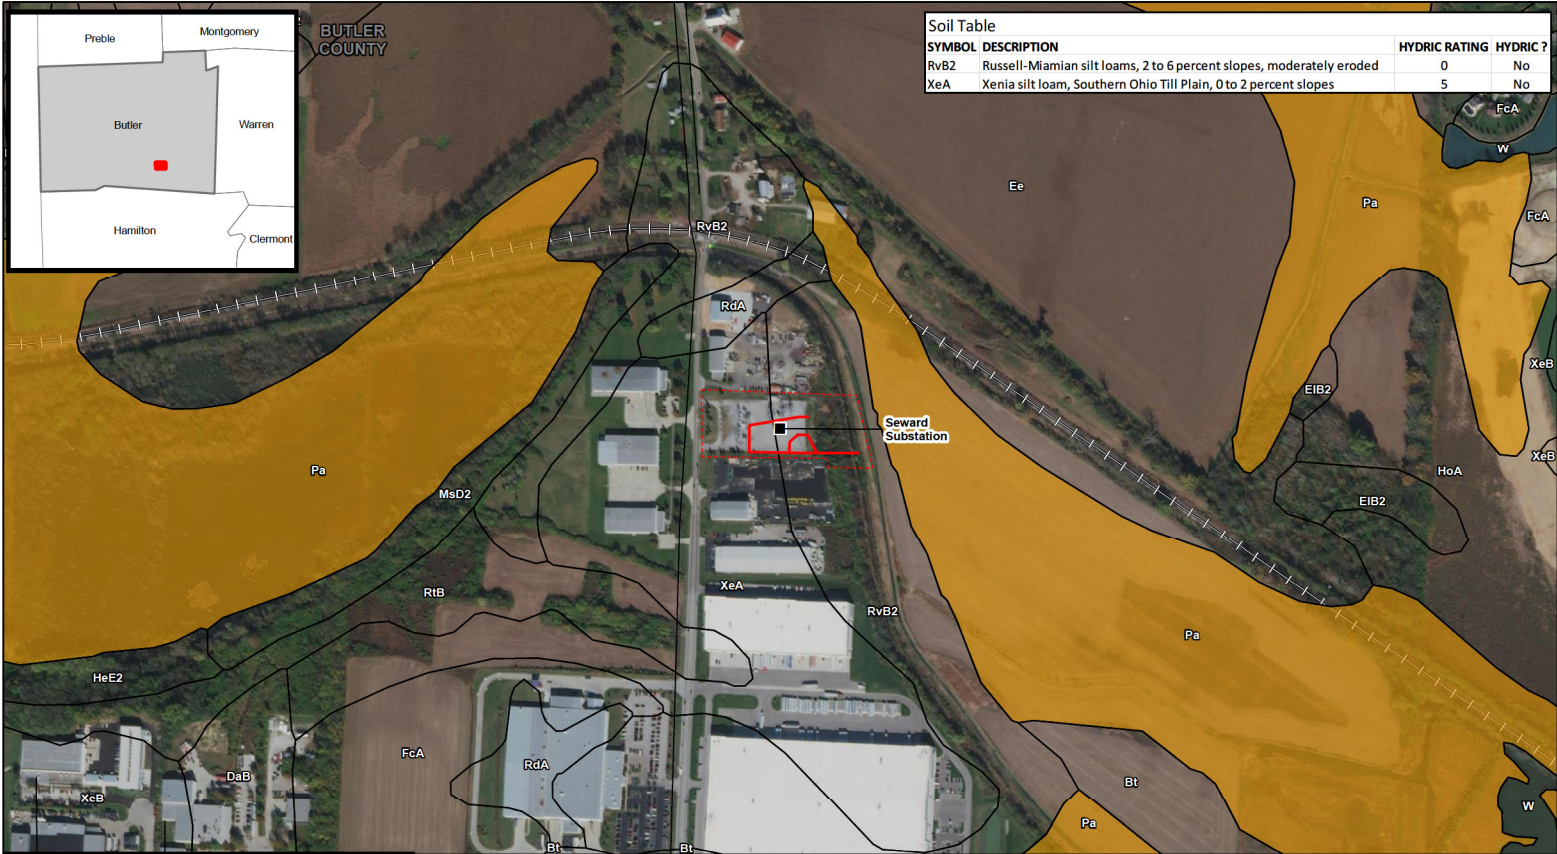 Preble
Montgomery
Butler
Warren
Hamilton
Clermont
BUTLER
COUNTY
Soil Table
SYMBOL DESCRIPTION HYDRIC RATING HYDRIC ?
RvB2 Russell-Miamian silt loams, 2 to 6 percent slopes, moderately eroded 0 No
XeA Xenia silt loam, Southern Ohio Till Plain, 0 to 2 percent slopes 5 No
FcA
W
Ee
Pa
FcA
RvB2
RdA
XeB
EIB2
Seward
Substation
XeB
HoA
Pa
MsD2
EIB2
XeA
RtB
RvB2
Pa
HeE2
FcA
RdA
DaB
Bt
XcB
W
Pa
Bt
Bt